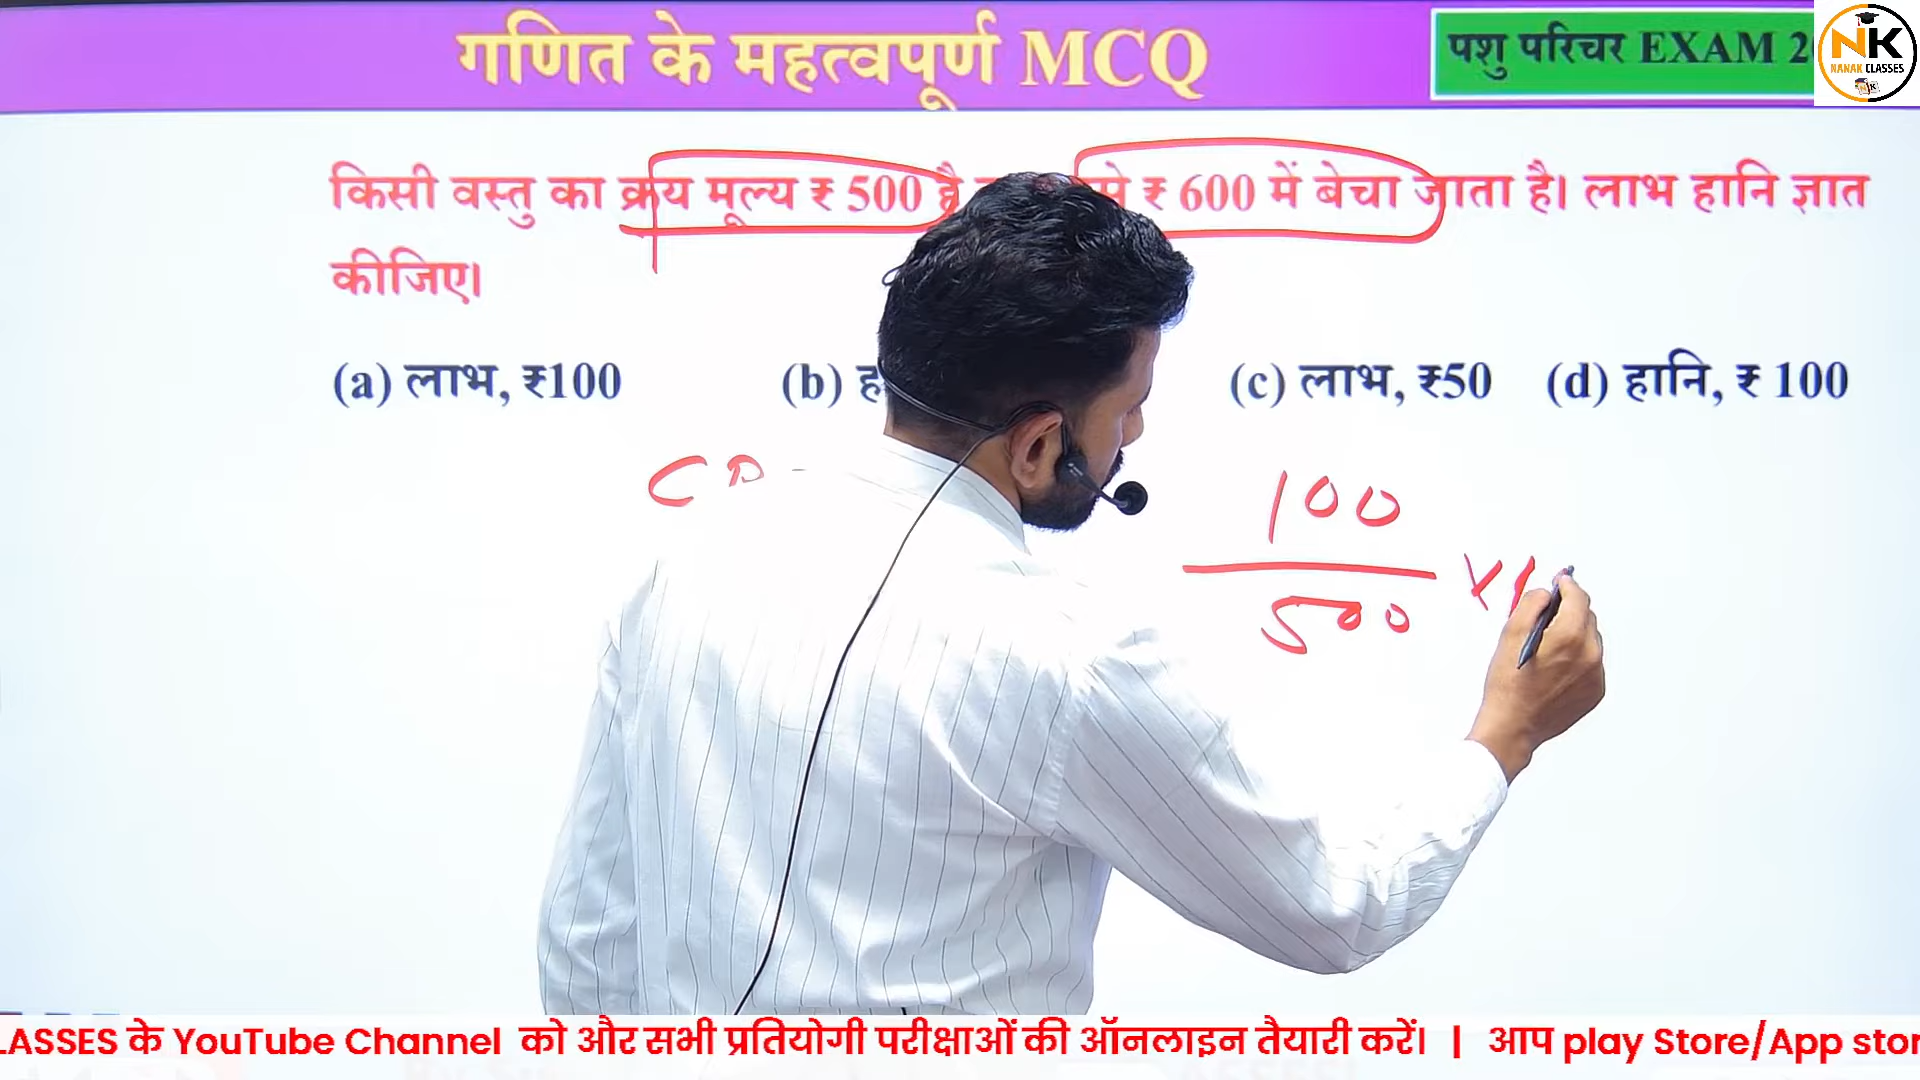 गणित के महत्वपूर्ण MCQ
पशु परिचर EXAM
NK
NANAK CLASSES
किसी वस्तु का क्रय मूल्य ₹ 500 है ₹ 600 में बेचा जाता है। लाभ हानि ज्ञात
कीजिए।
(a) लाभ, ₹100 (b) (c) लाभ, ₹50 (d) हानि, ₹ 100
100
500
LASSES के YouTube Channel को और सभी प्रतियोगी परीक्षाओं की ऑनलाइन तैयारी करें। | आप play Store/App stor